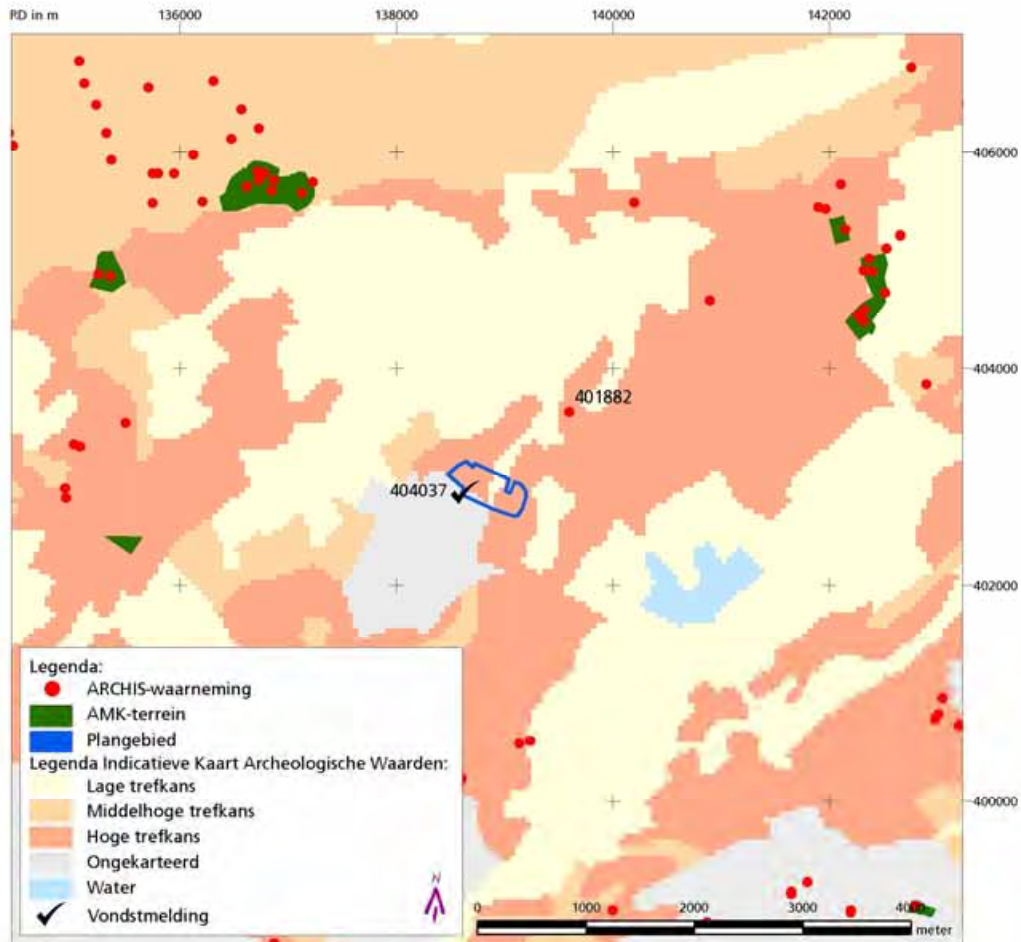 RD in m 136000 138000 140000 142000
406000
404000
401882
404037
402000
400000
Legenda:
ARCHIS-waarneming
AMK-terrein
Plangebied
Legenda Indicatieve Kaart Archeologische Waarden:
Lage trefkans
Middelhoge trefkans
Hoge trefkans
Ongekarteerd
Water
Vondstmelding
N
0 1000 2000 3000 4000
meter